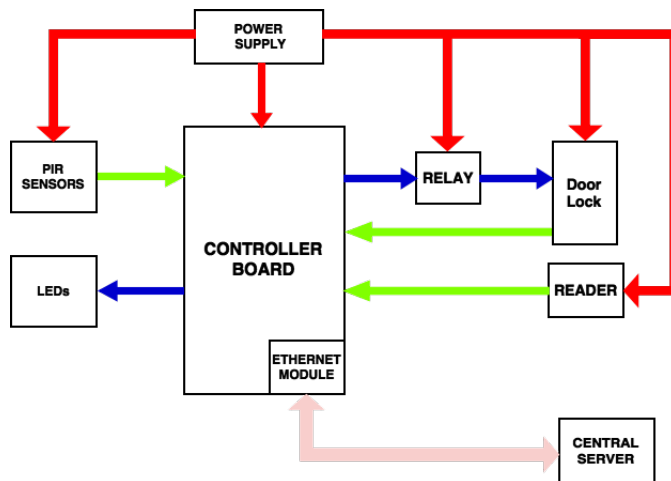 POWER
SUPPLY
PIR
SENSORS
RELAY
Door
Lock
CONTROLLER
BOARD
LEDs
READER
ETHERNET
MODULE
CENTRAL
SERVER